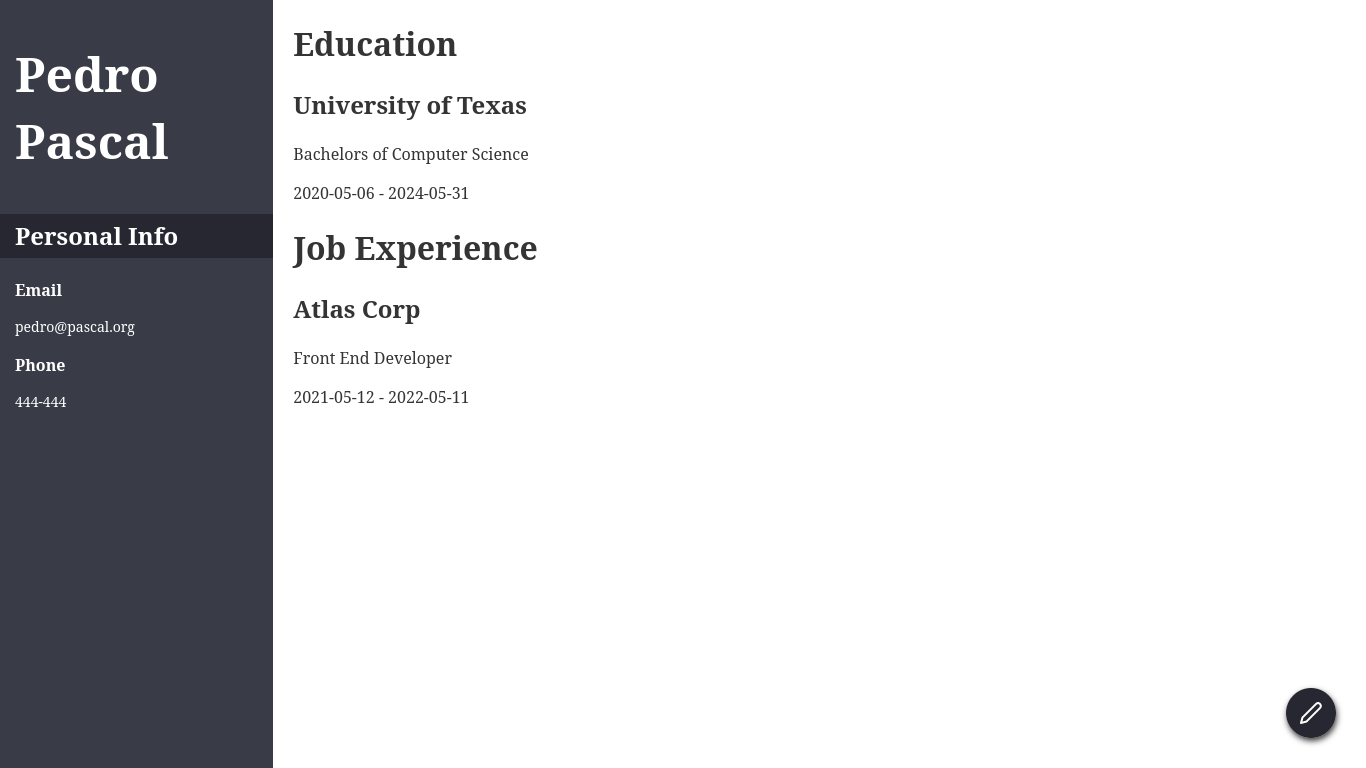 Pedro
Pascal
Personal Info
Email
pedro@pascal.org
Phone
444-444
Education
University of Texas
Bachelors of Computer Science
2020-05-06 - 2024-05-31
Job Experience
Atlas Corp
Front End Developer
2021-05-12 - 2022-05-11